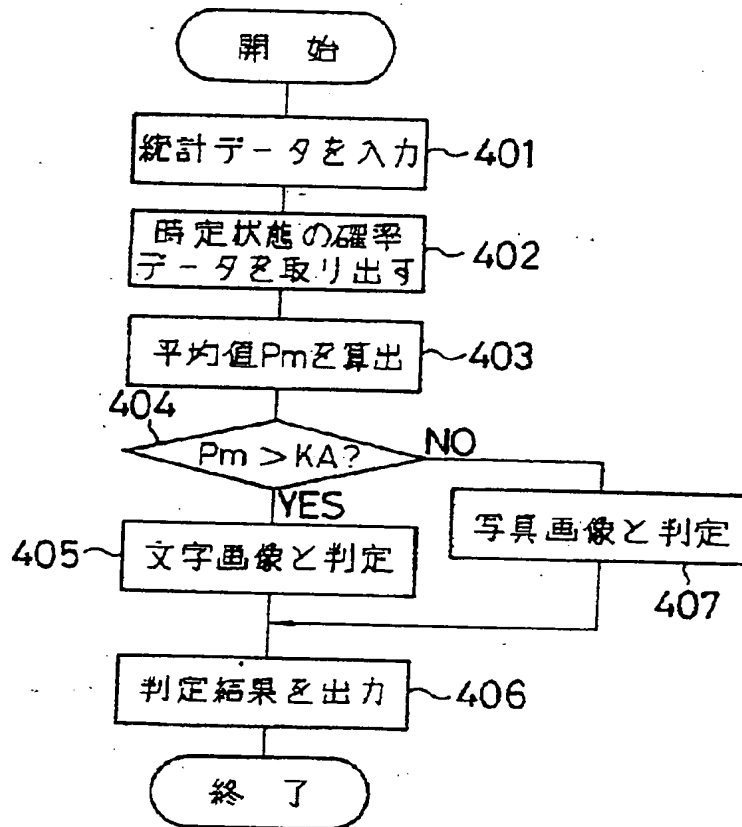 開 始
統計データを入力
401
時定状態の確率
データを取り出す
402
平均値Pmを算出
403
404
Pm > KA?
NO
YES
405
文字画像と判定
写真画像と判定
407
判定結果を出力
406
終 了